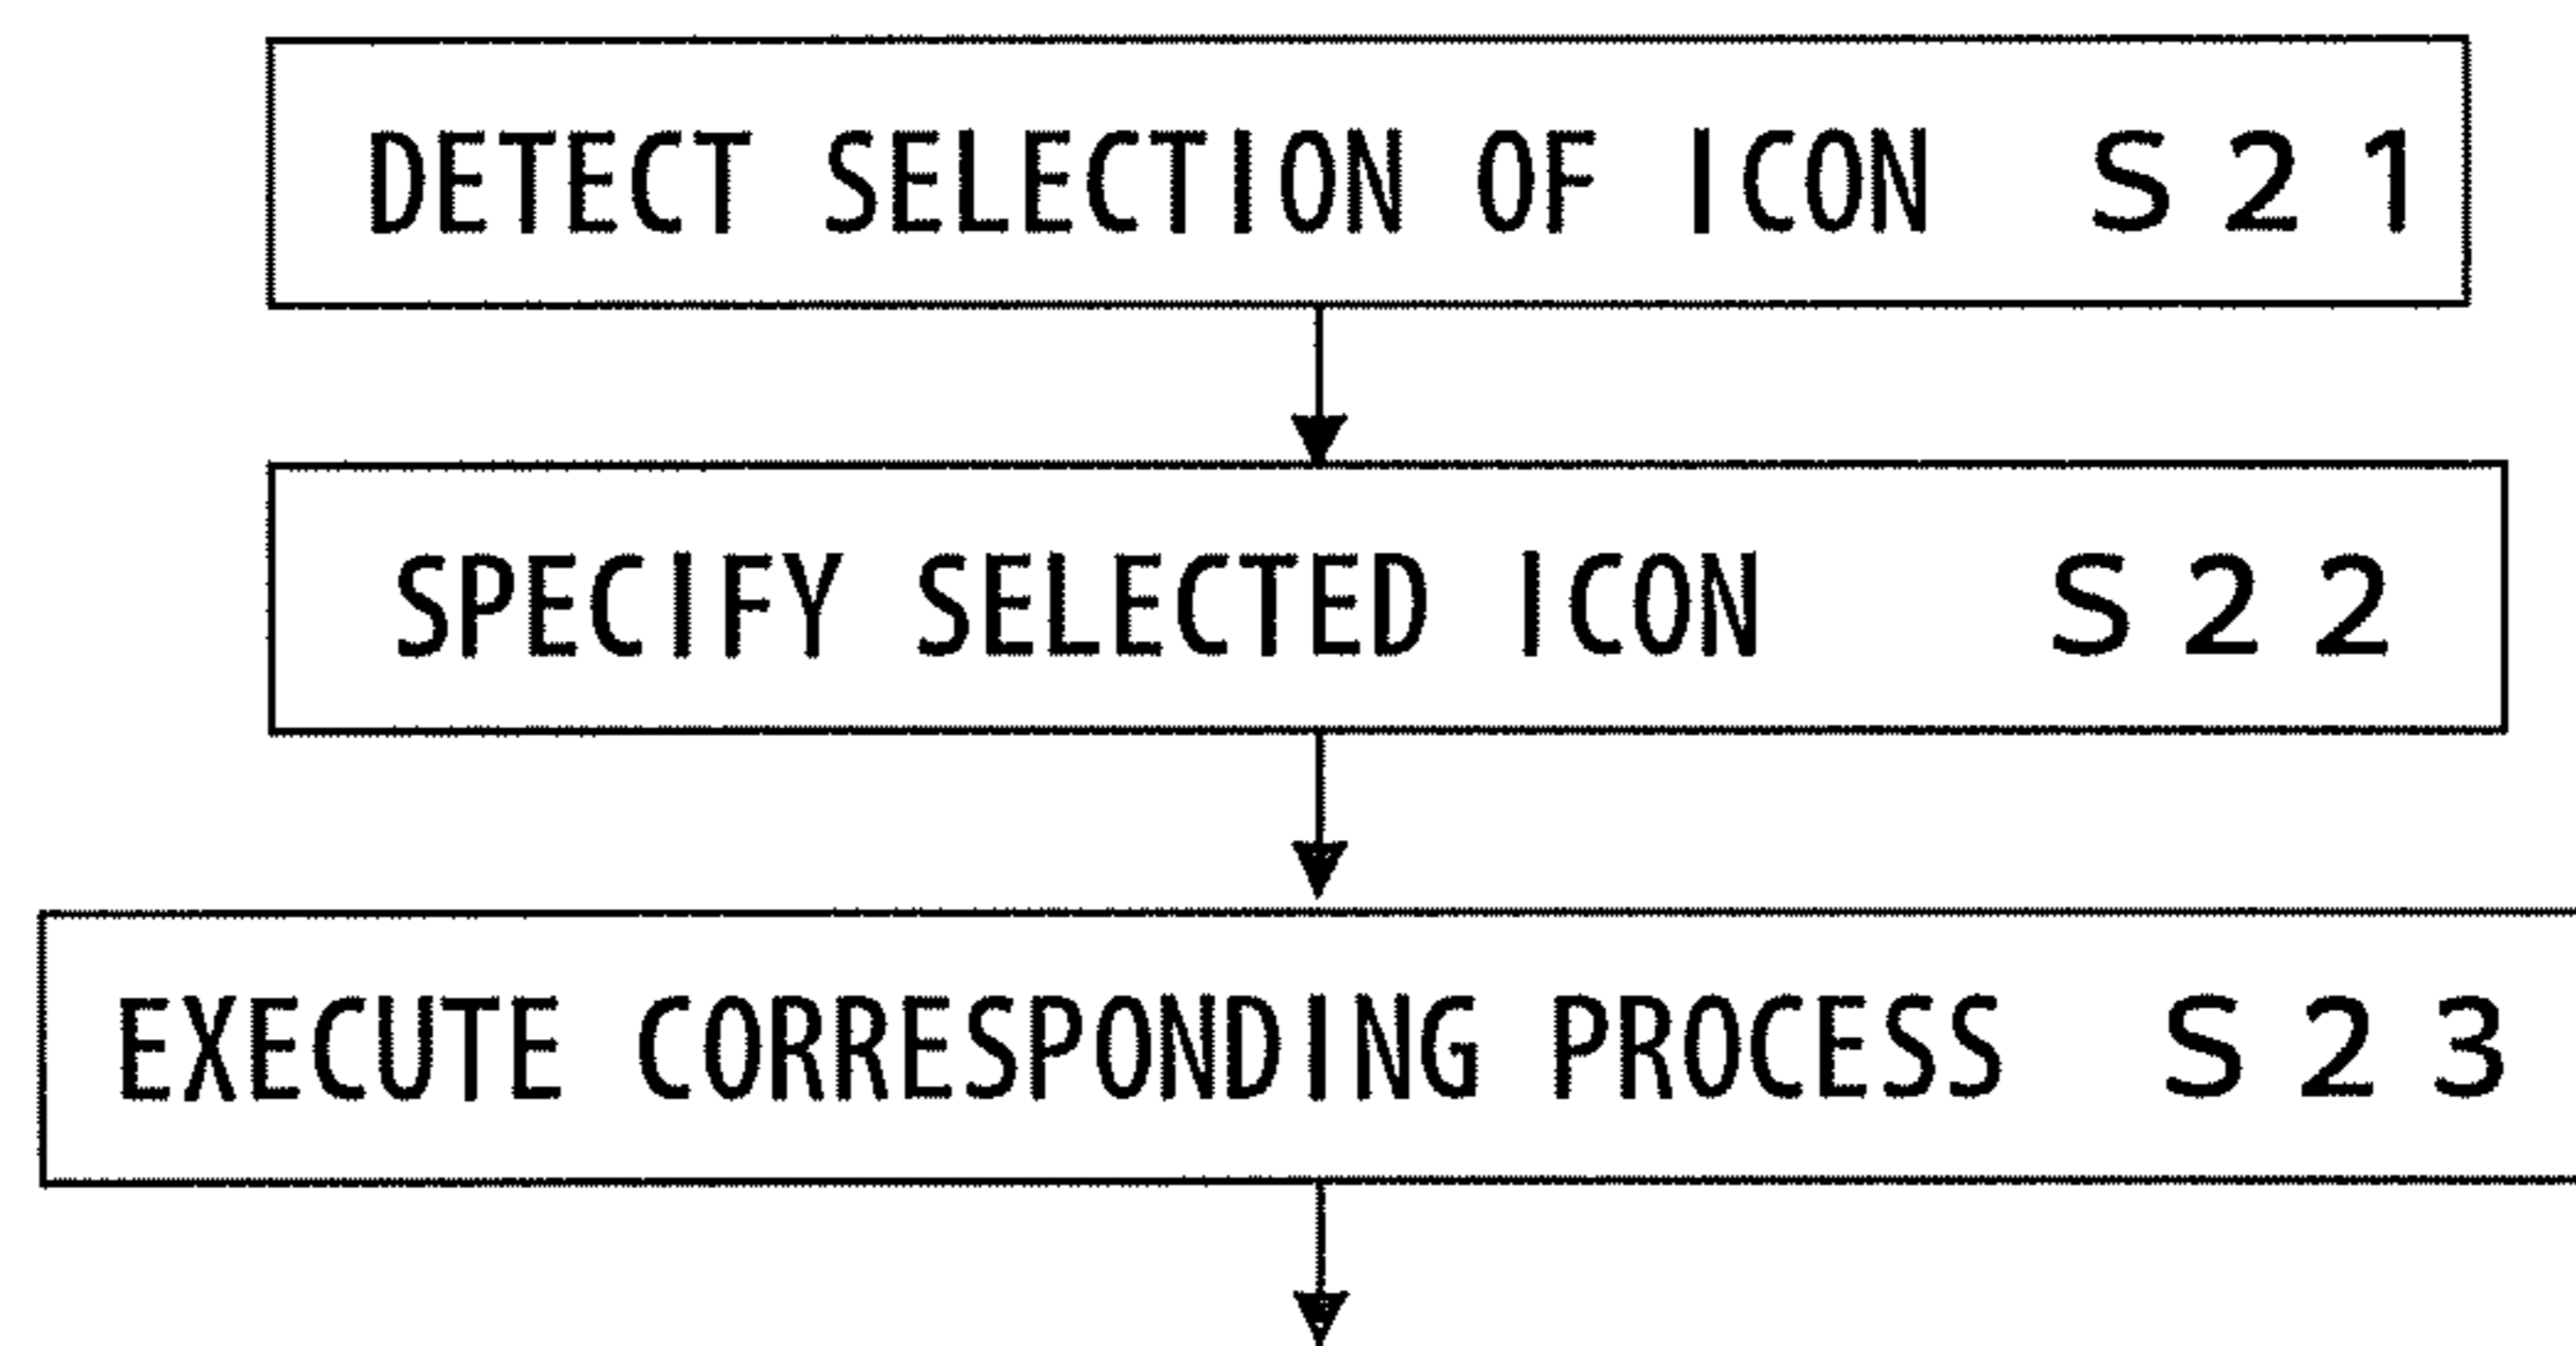 DETECT SELECTION OF ICON S21
SPECIFY SELECTED ICON S22
EXECUTE CORRESPONDING PROCESS S23